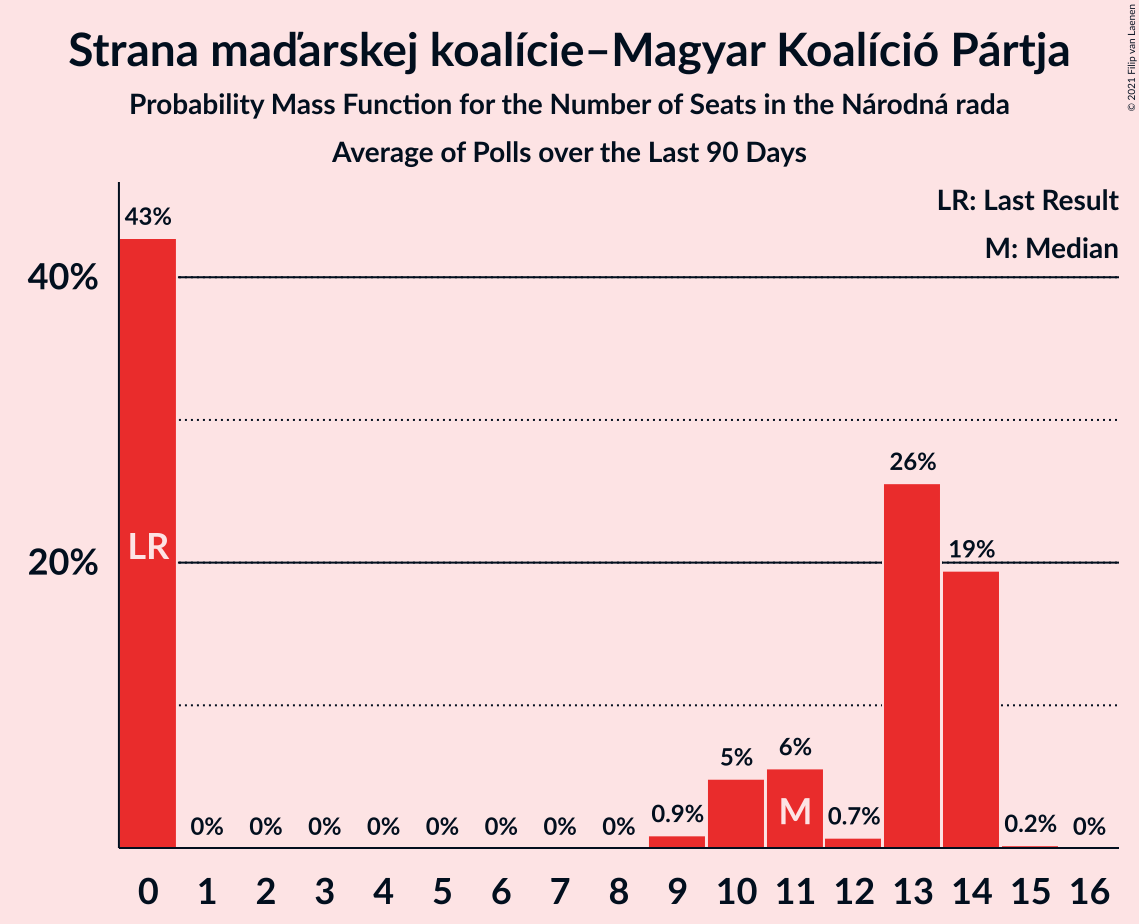 Strana maďarskej koalície–Magyar Koalíció Pártja
Probability Mass Function for the Number of Seats in the Národná rada
Average of Polls over the Last 90 Days
© 2021 Filip van Laenen
LR: Last Result
M: Median
43%
40%
26%
LR
19%
20%
6%
5%
M
0% 0% 0% 0% 0% 0% 0% 0% 0.9% 0.7% 0.2% 0%
0 1 2 3 4 5 6 7 8 9 10 11 12 13 14 15 16